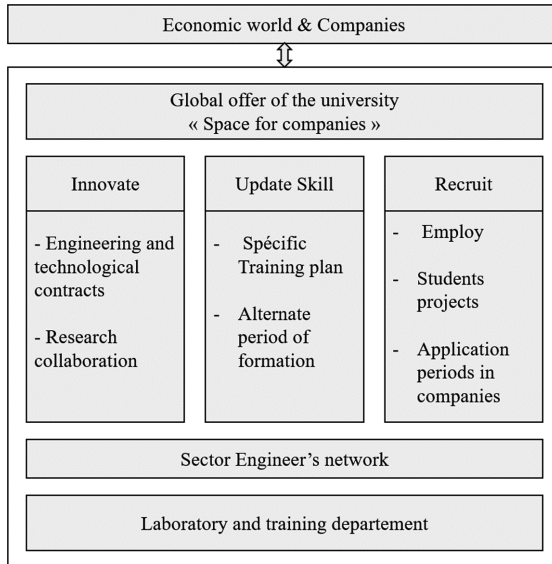 Economic world & Companies
Global offer of the university
« Space for companies »
Innovate
- Engineering and
technological
contracts
- Research
collaboration
Update Skill
- Spécific
Training plan
- Alternate
period of
formation
Recruit
- Employ
- Students
projects
- Application
periods in
companies
Sector Engineer’s network
Laboratory and training departement